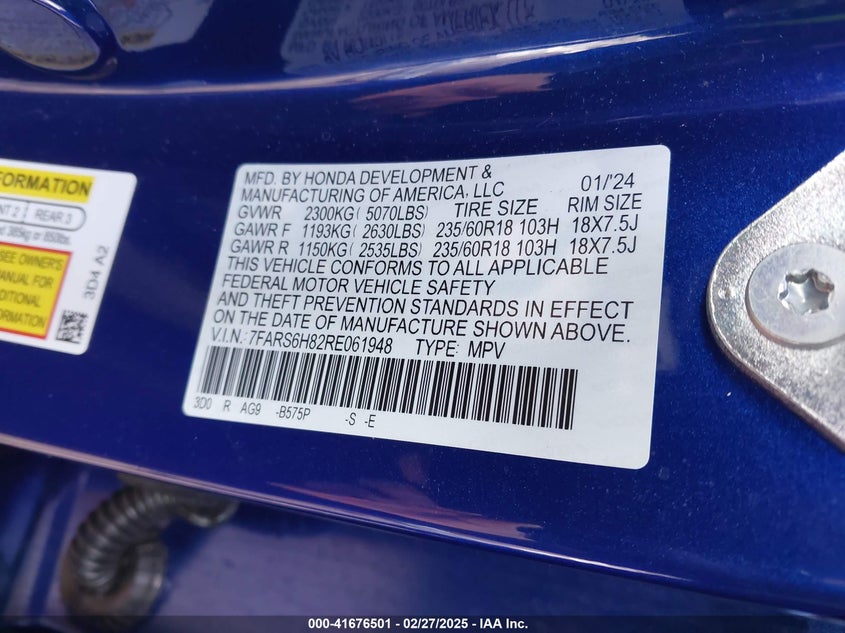 MFD. BY HONDA DEVELOPMENT &
MANUFACTURING OF AMERICA, LLC 01/'24
GVWR 2300KG( 5070LBS) TIRE SIZE RIM SIZE
GAWR F 1193KG( 2630LBS) 235/60R18 103H 18X7.5J
GAWR R 1150KG( 2535LBS) 235/60R18 103H 18X7.5J
THIS VEHICLE CONFORMS TO ALL APPLICABLE
FEDERAL MOTOR VEHICLE SAFETY
AND THEFT PREVENTION STANDARDS IN EFFECT
ON THE DATE OF MANUFACTURE SHOWN ABOVE.
V.I.N.: 7FARS6H82RE061948 TYPE: MPV
3D0 R AG9 -B575P -S -E
FORMATION
REAR 3
SEE OWNER'S
MANUAL FOR
3D4 A2
000-41676501 — 02/27/2025 — IAA Inc.